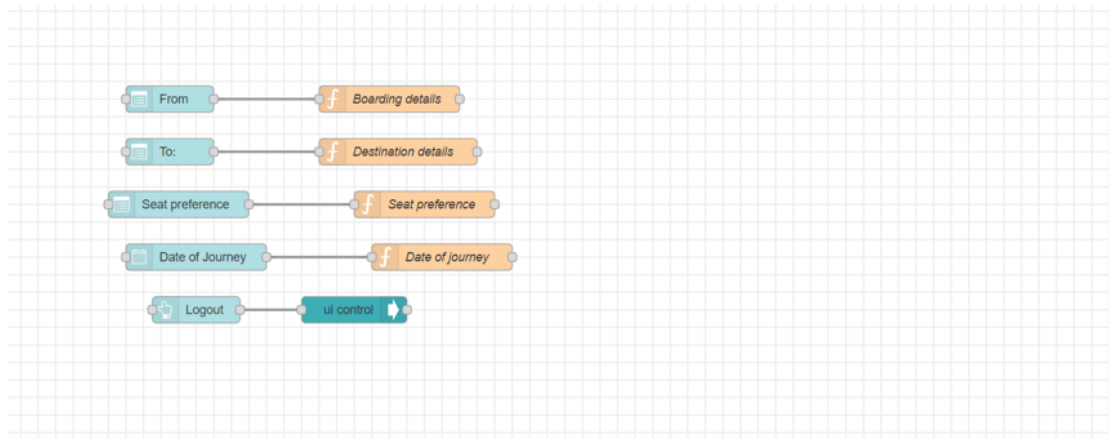 From Boarding details
To: Destination details
Seat preference Seat preference
Date of Journey Date of journey
Logout ui control